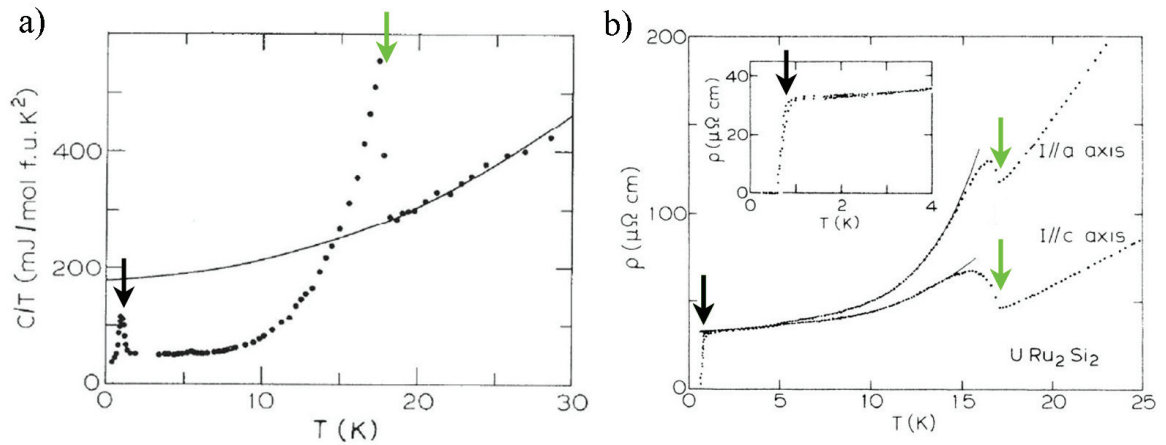 a)
C/T (mJ/mol f.u. K²)
400
200
0
0
10
20
30
T (K)
b)
ρ (μΩ cm)
200
100
0
0
5
10
15
20
25
T (K)
ρ (μΩ cm)
40
20
0
0
2
4
T (K)
I//a axis
I//c axis
U Ru₂ Si₂